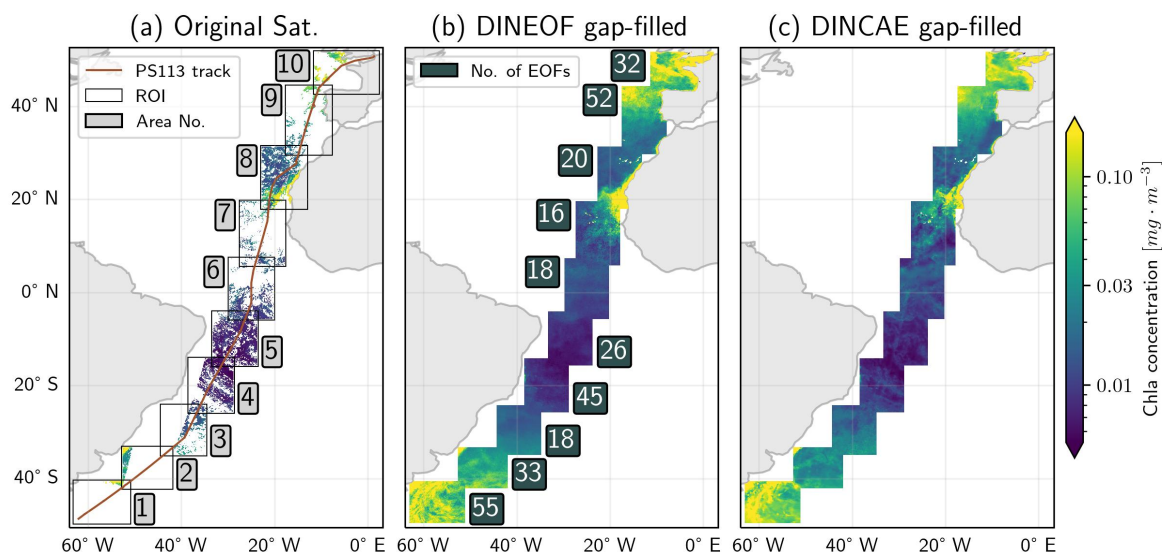 (a) Original Sat.
(b) DINEOF gap-filled
(c) DINCAE gap-filled
PS113 track
ROI
Area No.
No. of EOFs
10
9
8
7
6
5
4
3
2
1
32
52
20
16
18
26
45
18
33
55
40° N
20° N
0° N
20° S
40° S
60° W
40° W
20° W
0° E
60° W
40° W
20° W
0° E
60° W
40° W
20° W
0° E
0.10
0.03
0.01
Chla concentration [mg · m⁻³]